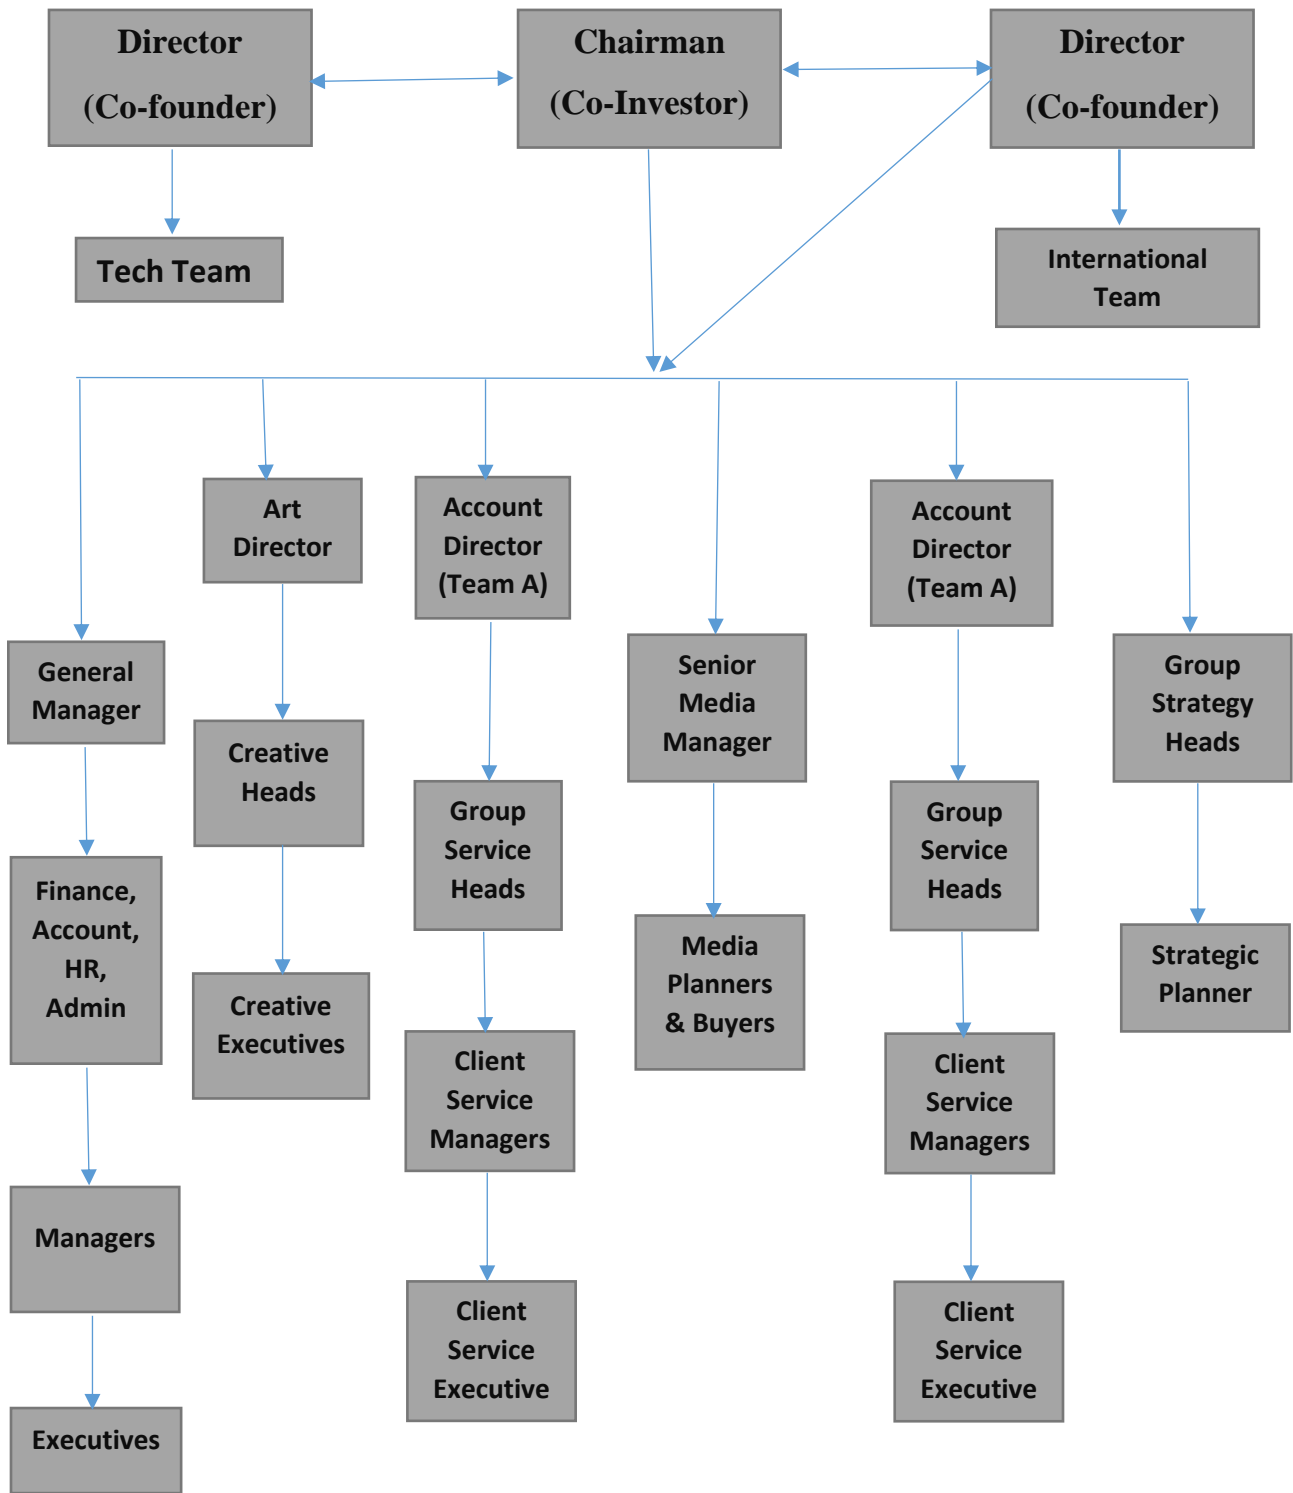 Director
(Co-founder)
Chairman
(Co-Investor)
Director
(Co-founder)
Tech Team
International
Team
General
Manager
Finance,
Account,
HR,
Admin
Managers
Executives
Art
Director
Creative
Heads
Creative
Executives
Account
Director
(Team A)
Group
Service
Heads
Client
Service
Managers
Client
Service
Executive
Senior
Media
Manager
Media
Planners
& Buyers
Account
Director
(Team A)
Group
Service
Heads
Client
Service
Managers
Client
Service
Executive
Group
Strategy
Heads
Strategic
Planner